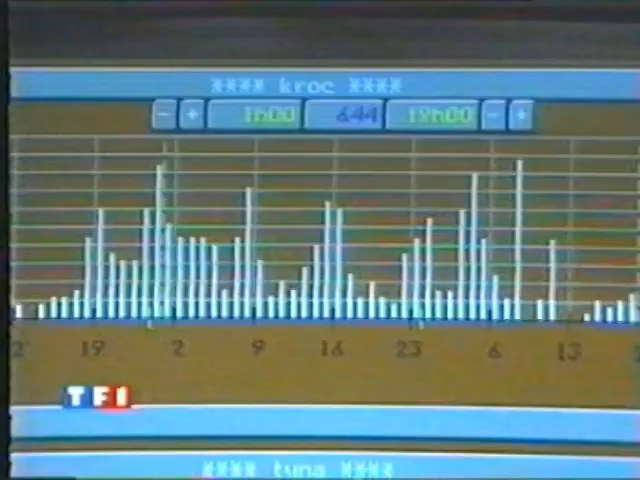 **** kroc ****
- + 1h00 644 19h00 - +
2 19 2 9 16 23 6 13
TF1
**** tuna ****